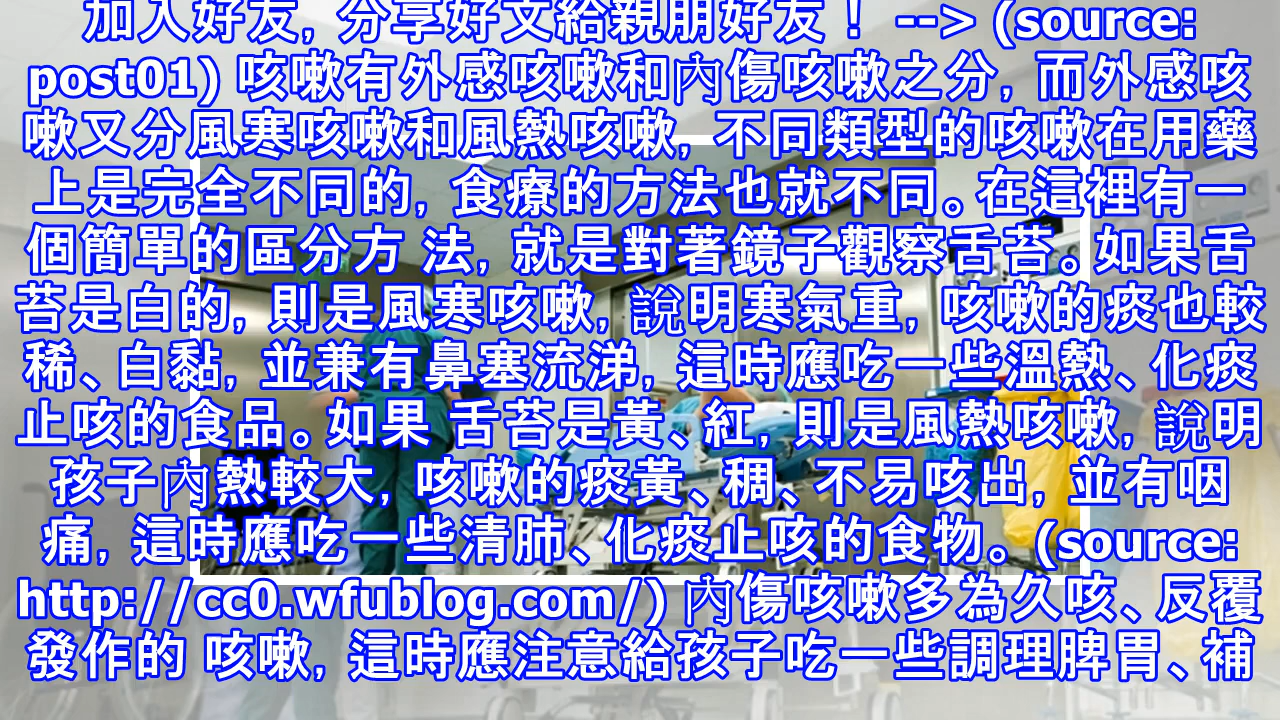 加入好友, 分享好文給親朋好友！ --> (source:
post01) 咳嗽有外感咳嗽和內傷咳嗽之分, 而外感咳
嗽又分風寒咳嗽和風熱咳嗽, 不同類型的咳嗽在用藥
上是完全不同的, 食療的方法也就不同。在這裡有一
個簡單的區分方 法, 就是對著鏡子觀察舌苔。如果舌
苔是白的, 則是風寒咳嗽, 說明寒氣重, 咳嗽的痰也較
稀、白黏, 並兼有鼻塞流涕, 這時應吃一些溫熱、化痰
止咳的食品。如果 舌苔是黃、紅, 則是風熱咳嗽, 說明
孩子內熱較大, 咳嗽的痰黃、稠、不易咳出, 並有咽
痛, 這時應吃一些清肺、化痰止咳的食物。(source:
http://cc0.wfublog.com/) 內傷咳嗽多為久咳、反覆
發作的 咳嗽, 這時應注意給孩子吃一些調理脾胃、補